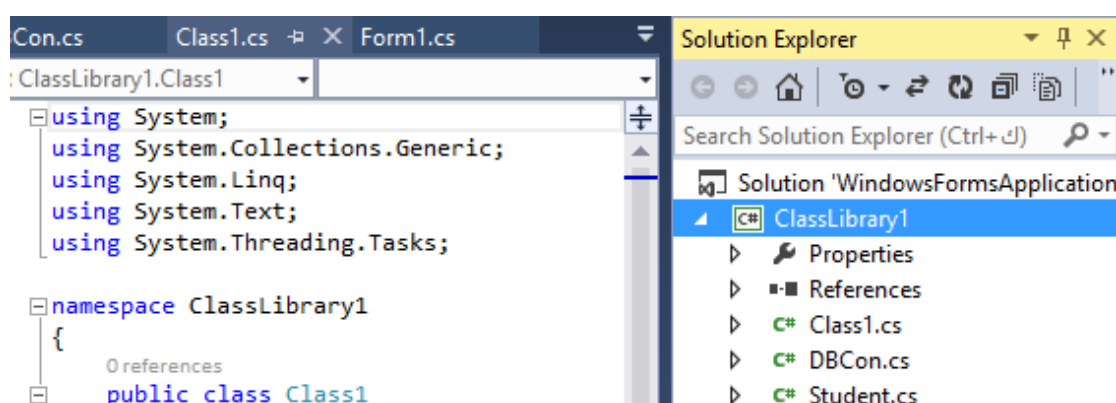 Con.cs Class1.cs Form1.cs
ClassLibrary1.Class1
using System;
using System.Collections.Generic;
using System.Linq;
using System.Text;
using System.Threading.Tasks;
namespace ClassLibrary1
{
0 references
public class Class1
Solution Explorer
Search Solution Explorer (Ctrl+ك)
Solution 'WindowsFormsApplication
C# ClassLibrary1
Properties
References
C# Class1.cs
C# DBCon.cs
C# Student.cs